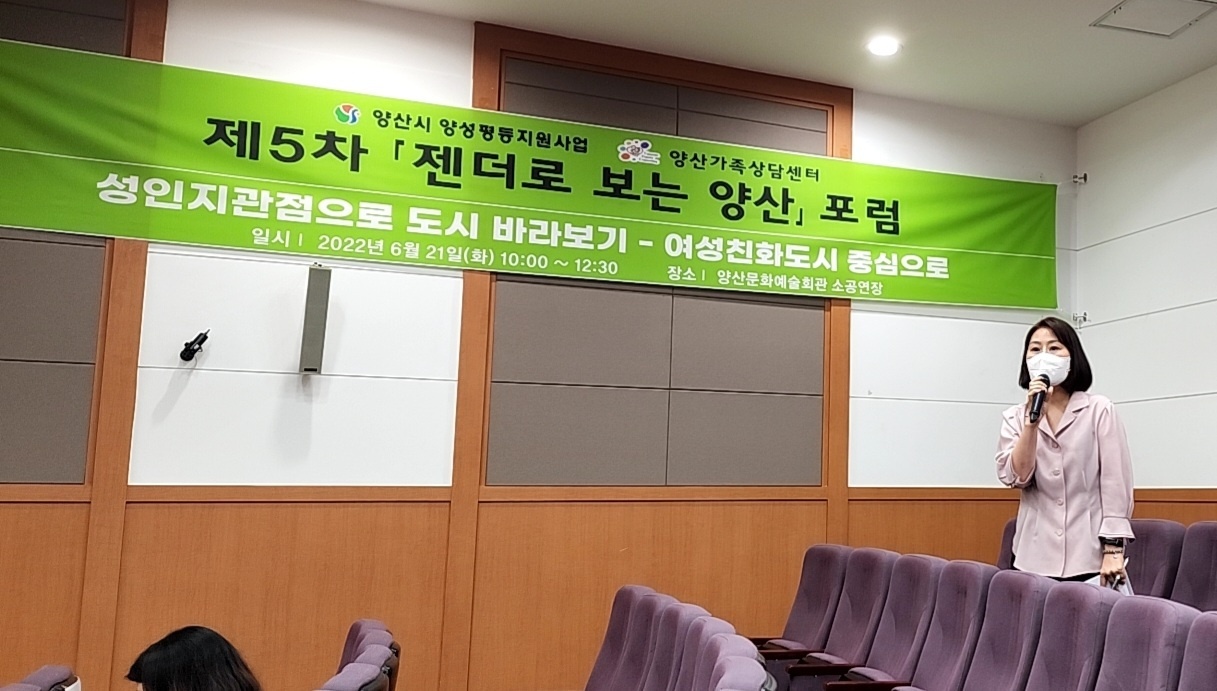 양산시 양성평등지원사업 양산가족상담센터
제5차 「젠더로 보는 양산」 포럼
성인지관점으로 도시 바라보기 - 여성친화도시 중심으로
일시ㅣ 2022년 6월 21일(화) 10:00 ~ 12:30 장소ㅣ 양산문화예술회관 소공연장